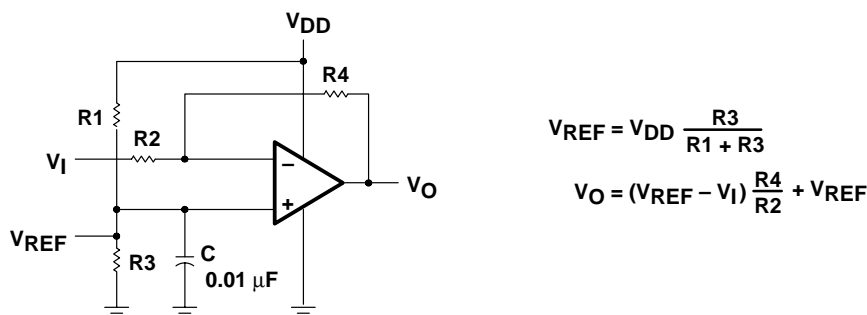 VDD
R4
R1
R2
VI
−
+
VO
VREF
R3
C
0.01 μF
VREF = VDD R3 / (R1 + R3)
VO = (VREF − VI) R4 / R2 + VREF